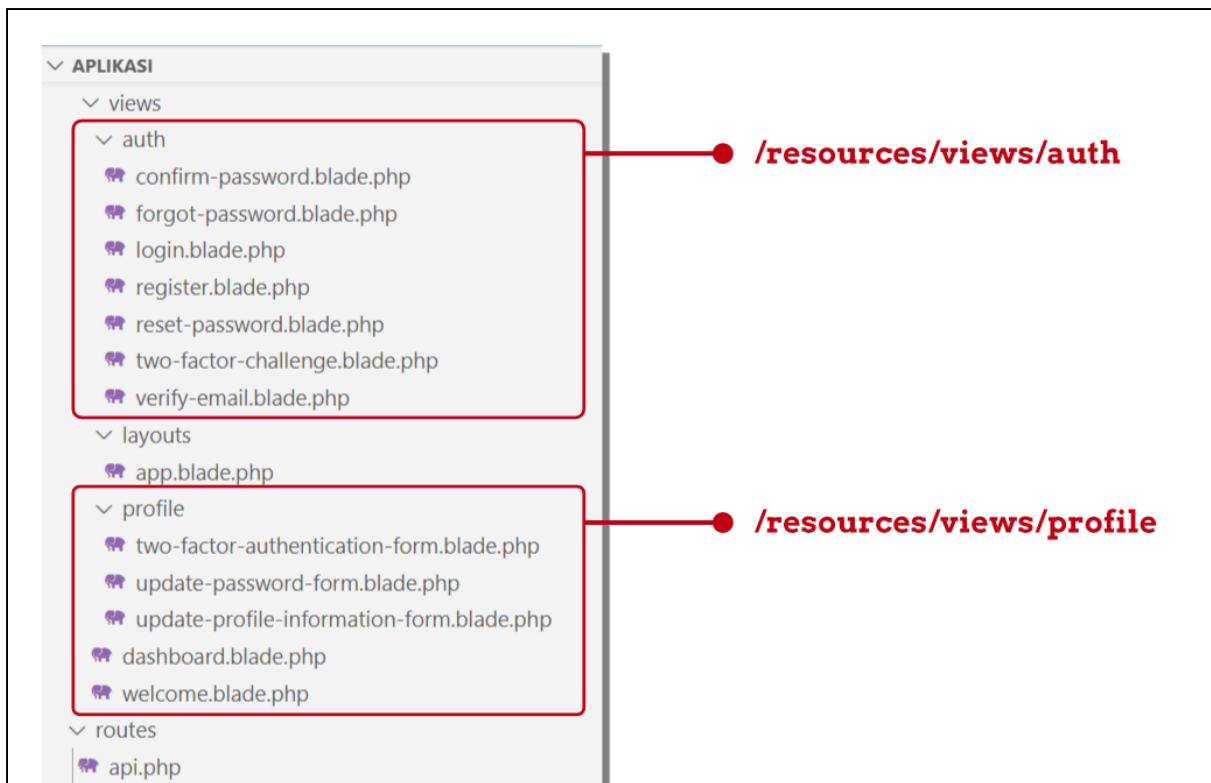 APLIKASI
views
auth
/resources/views/auth
confirm-password.blade.php
forgot-password.blade.php
login.blade.php
register.blade.php
reset-password.blade.php
two-factor-challenge.blade.php
verify-email.blade.php
layouts
app.blade.php
profile
/resources/views/profile
two-factor-authentication-form.blade.php
update-password-form.blade.php
update-profile-information-form.blade.php
dashboard.blade.php
welcome.blade.php
routes
api.php